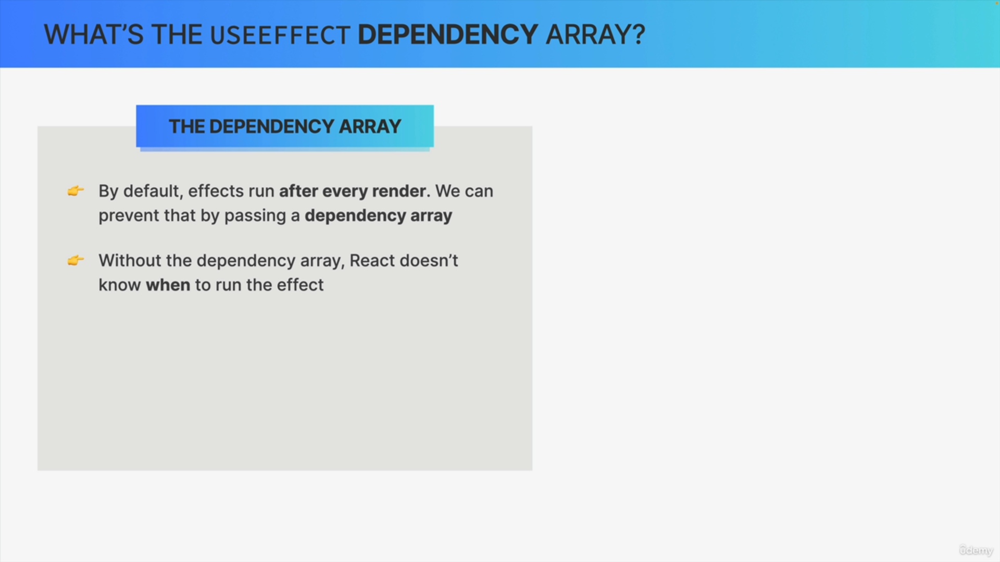 WHAT'S THE USEEFFECT DEPENDENCY ARRAY?
THE DEPENDENCY ARRAY
👉 By default, effects run after every render. We can
prevent that by passing a dependency array
👉 Without the dependency array, React doesn't
know when to run the effect
ûdemy